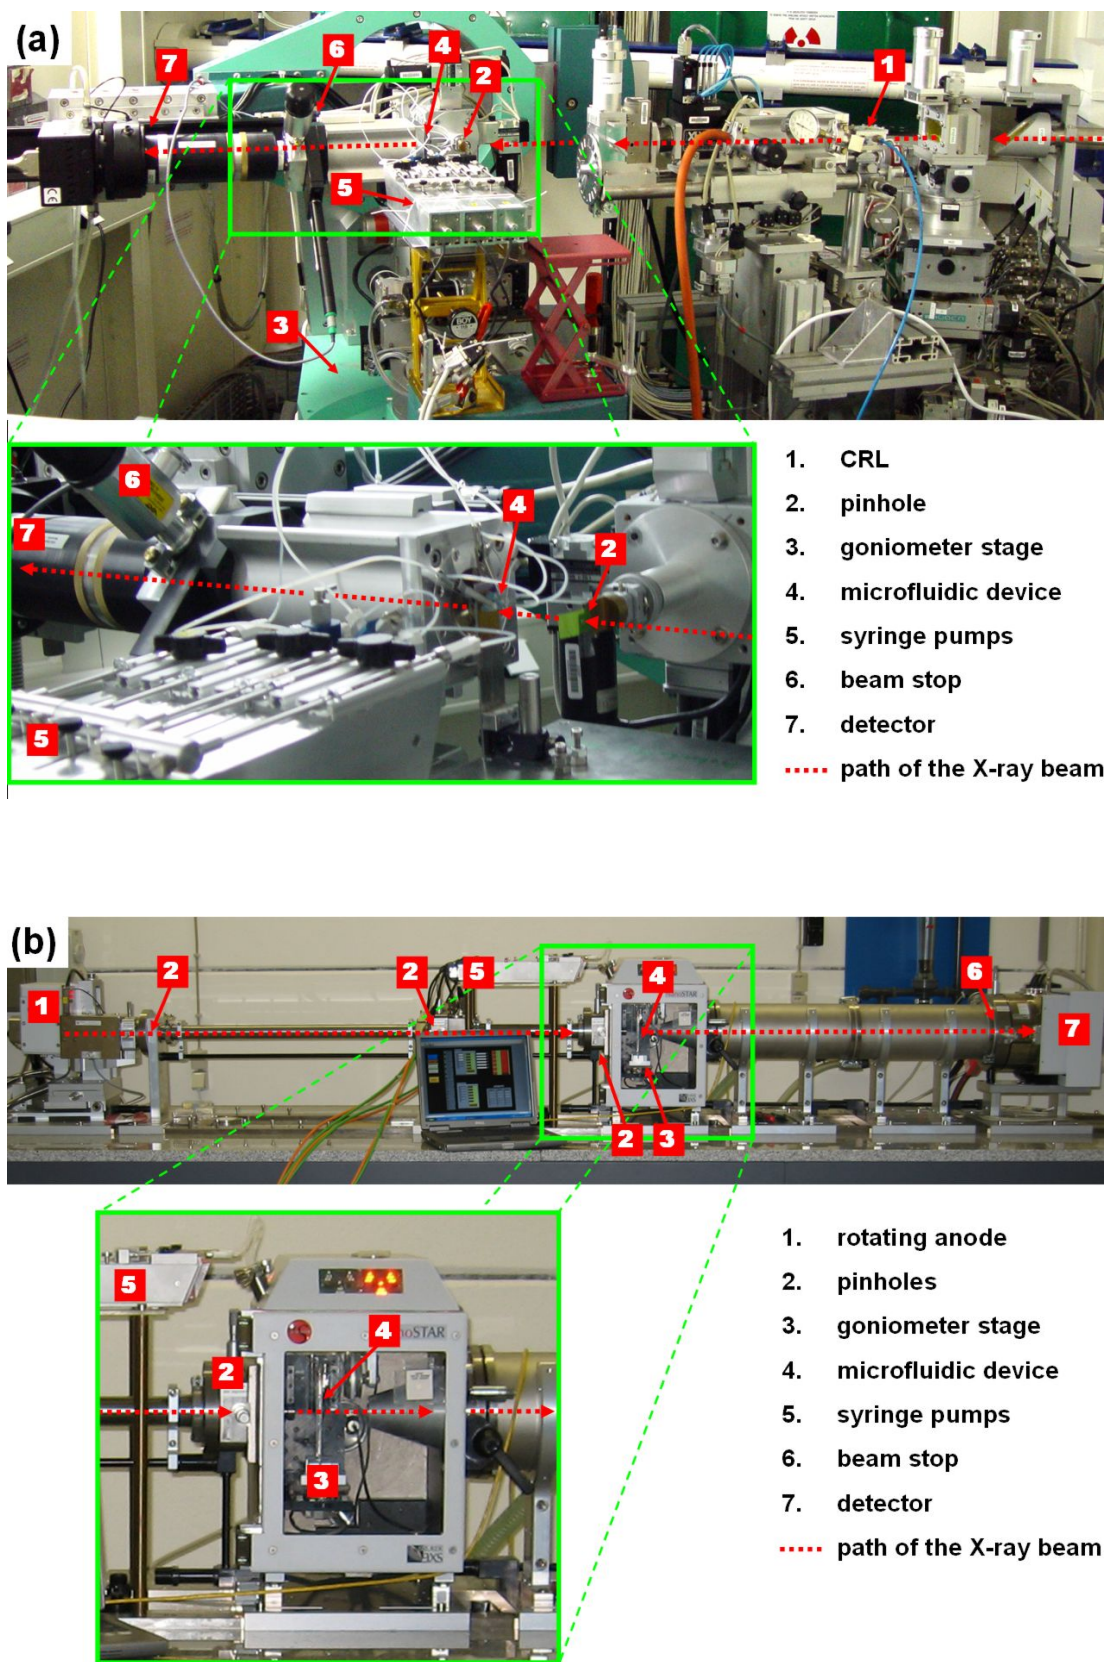 (a)
7
6
4
2
1
5
3
6
7
4
2
5
1. CRL
2. pinhole
3. goniometer stage
4. microfluidic device
5. syringe pumps
6. beam stop
7. detector
path of the X-ray beam
(b)
1
2
2
5
4
6
7
2
3
5
2
4
3
1. rotating anode
2. pinholes
3. goniometer stage
4. microfluidic device
5. syringe pumps
6. beam stop
7. detector
path of the X-ray beam